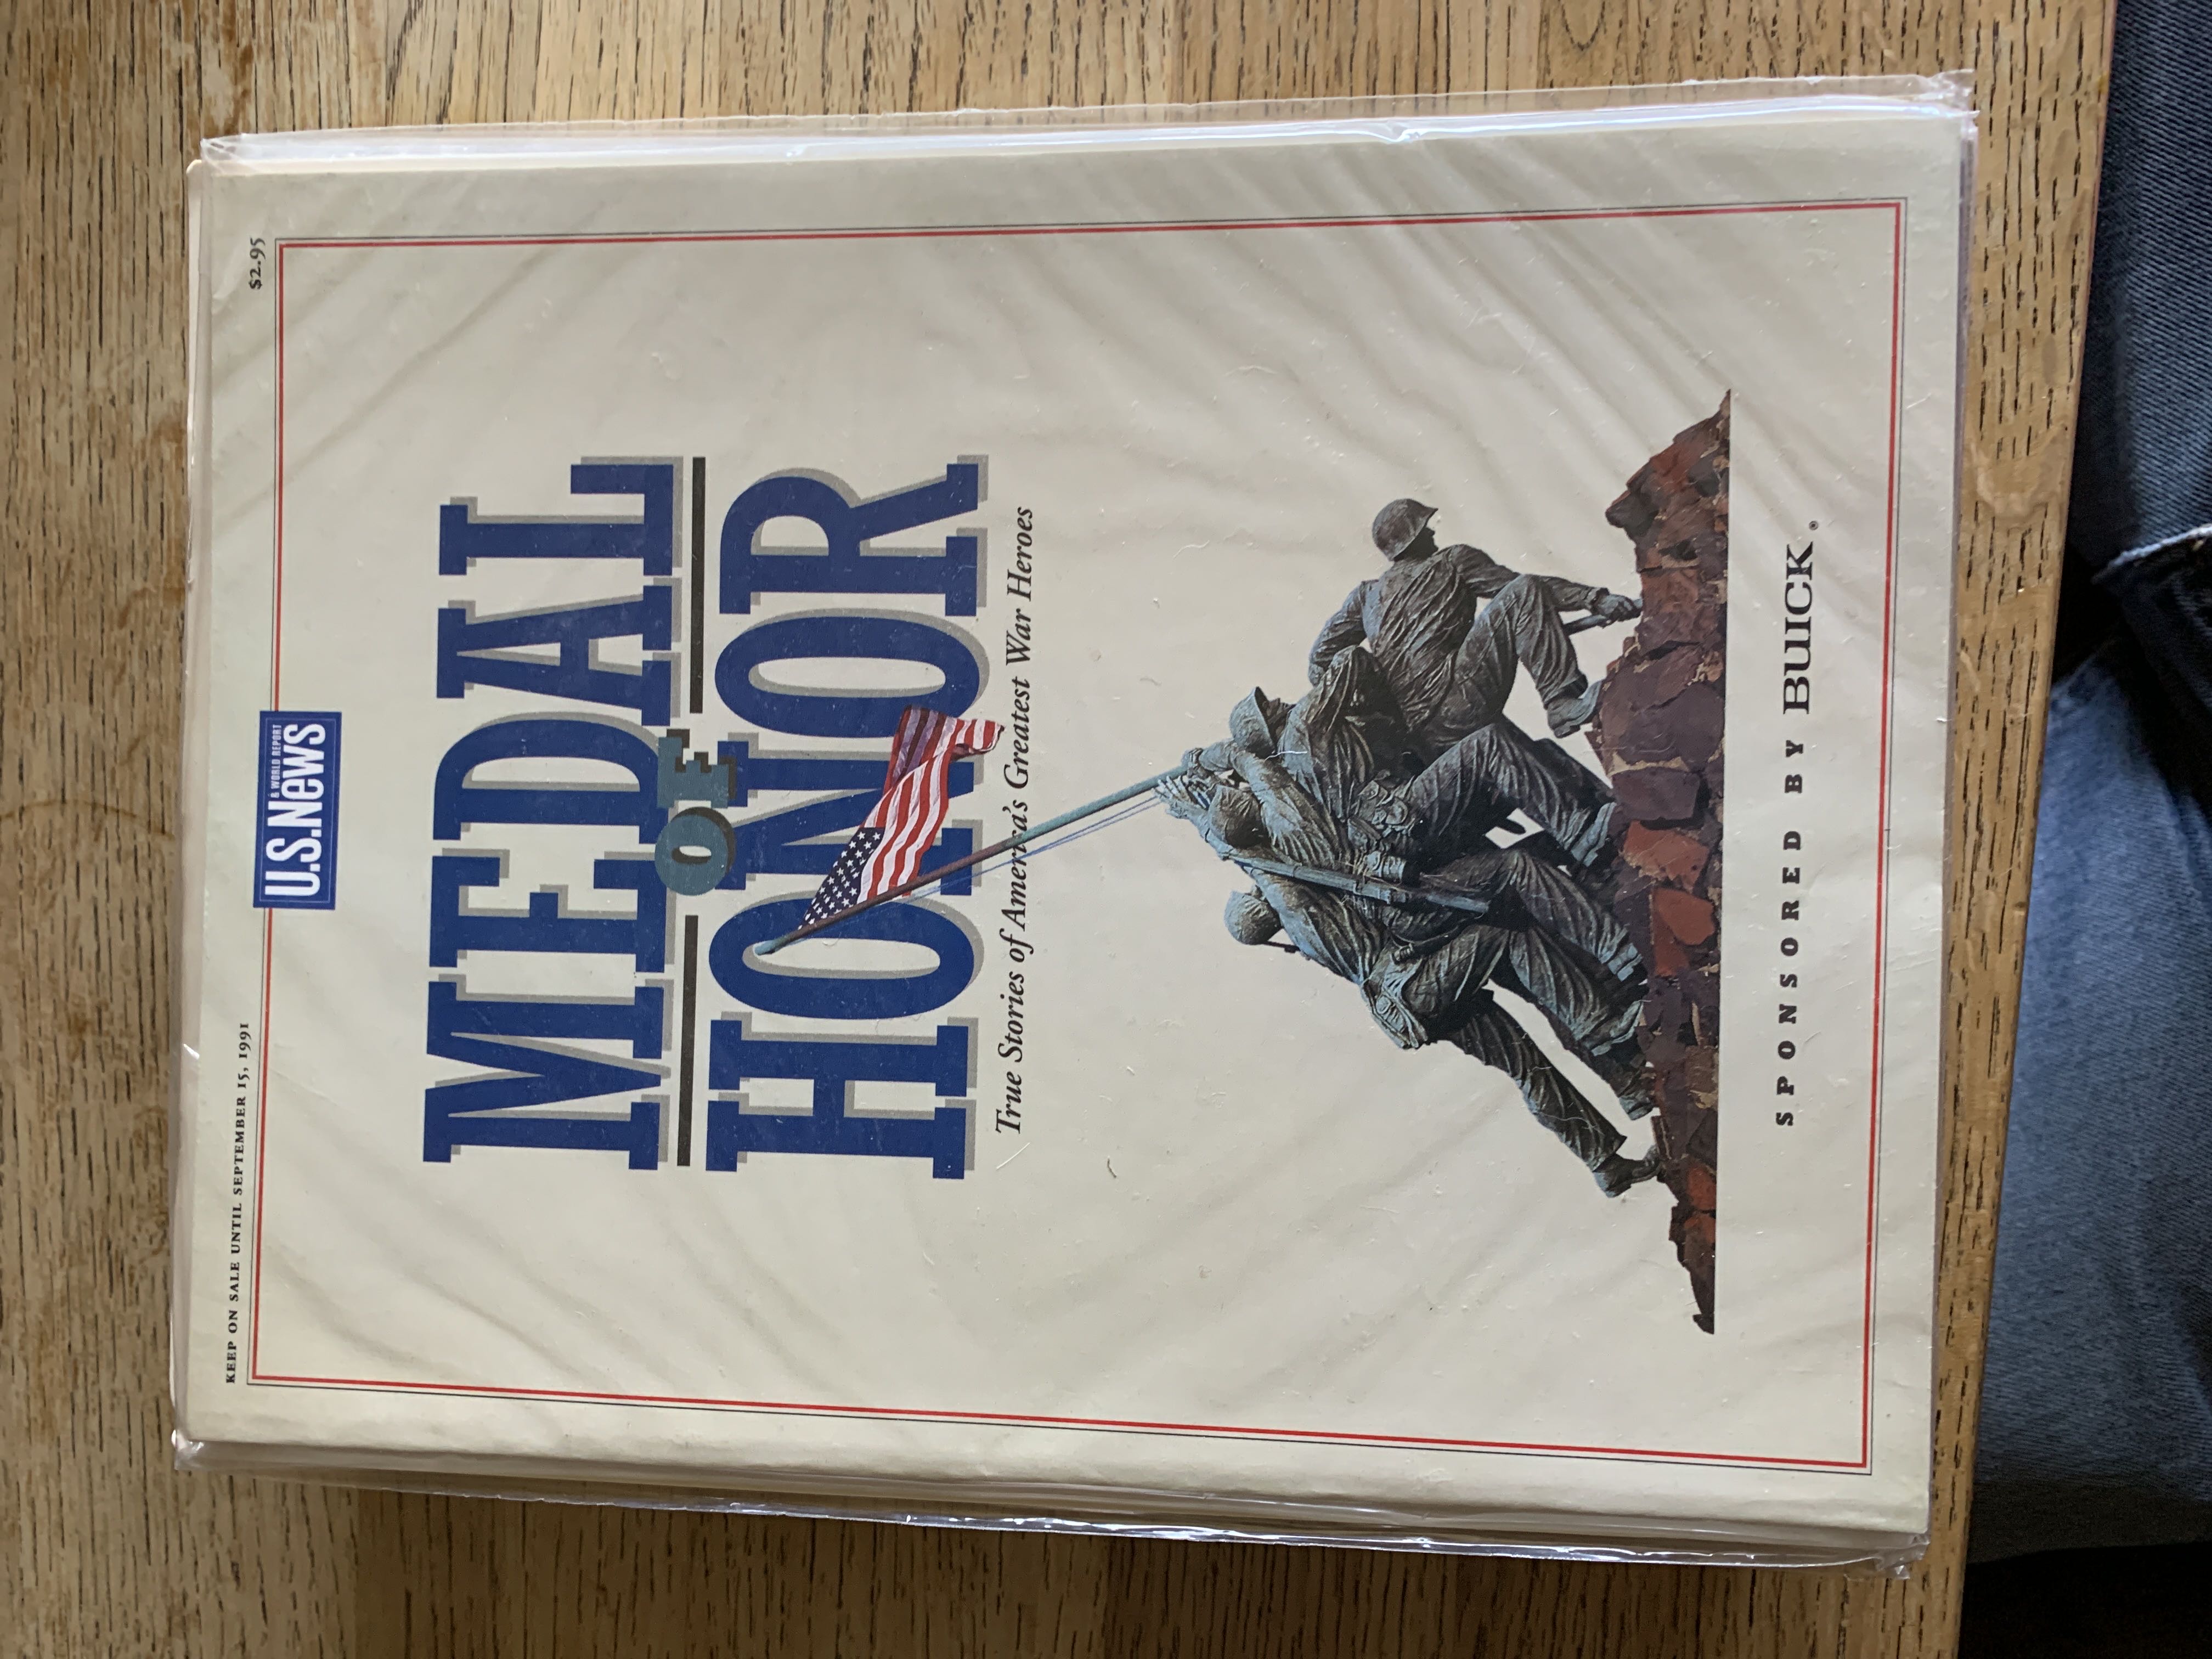 KEEP ON SALE UNTIL SEPTEMBER 15, 1991
$2.95
U.S.News
& WORLD REPORT
MEDAL
OF
HONOR
True Stories of America's Greatest War Heroes
SPONSORED BY BUICK®